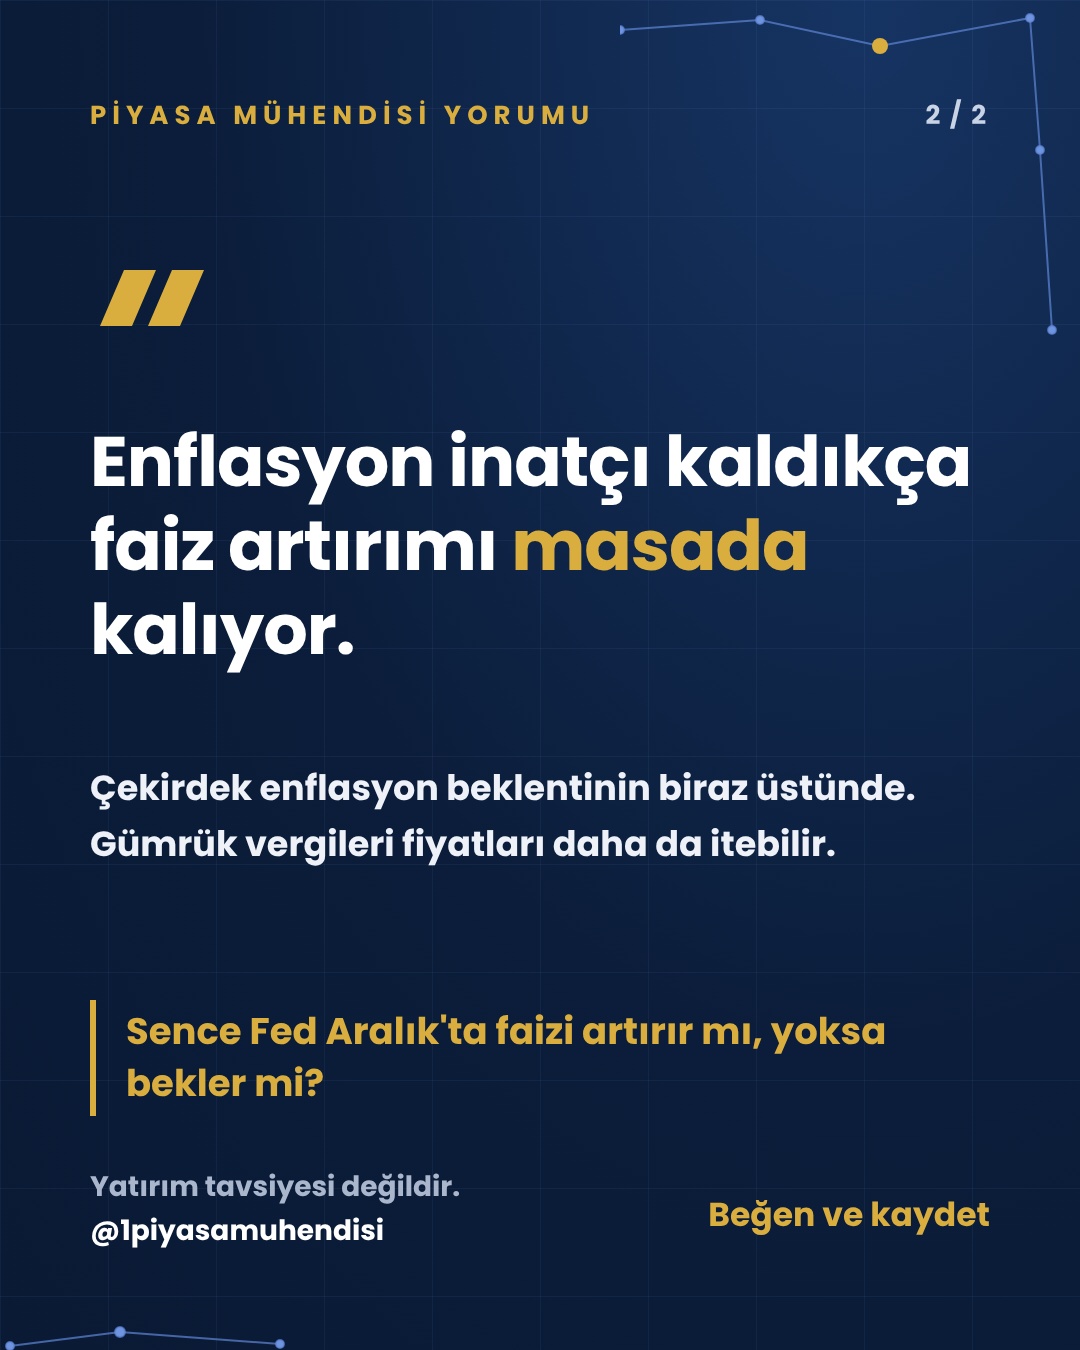 PİYASA MÜHENDİSİ YORUMU
2 / 2
Enflasyon inatçı kaldıkça
faiz artırımı masada
kalıyor.
Çekirdek enflasyon beklentinin biraz üstünde.
Gümrük vergileri fiyatları daha da itebilir.
Sence Fed Aralık'ta faizi artırır mı, yoksa
bekler mi?
Yatırım tavsiyesi değildir.
@1piyasamuhendisi
Beğen ve kaydet